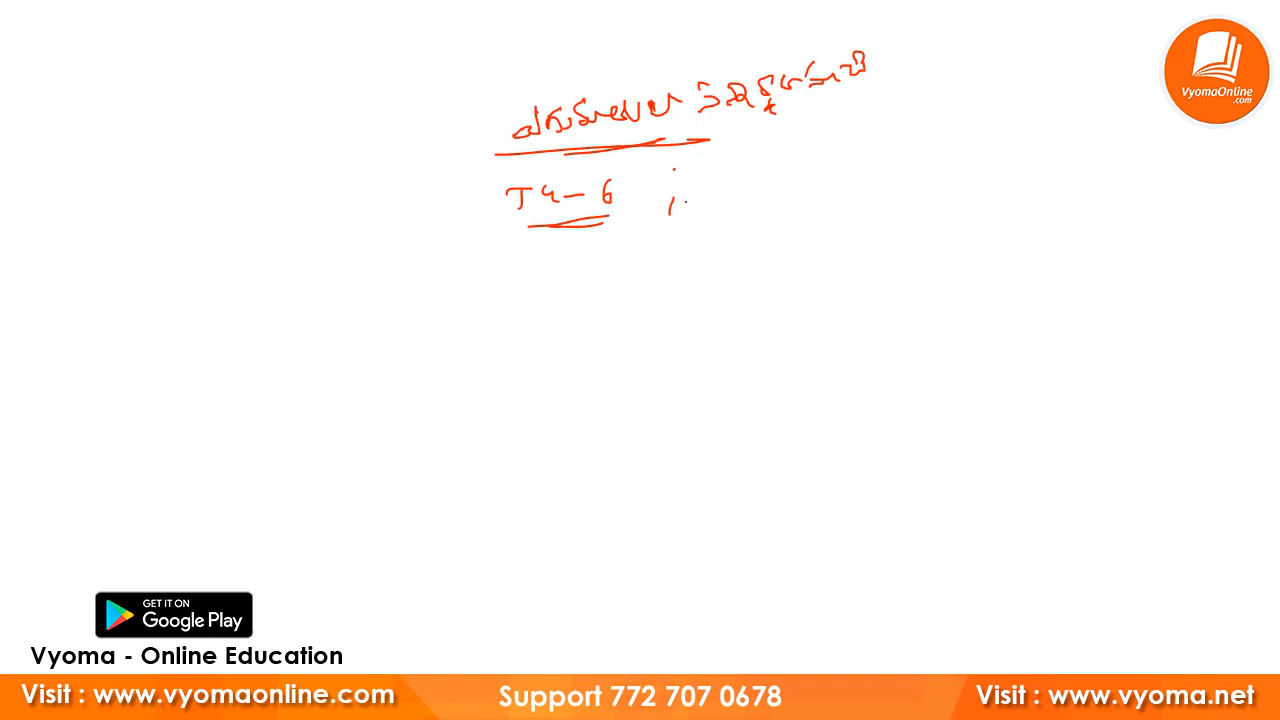 VyomaOnline
.com
T 4 - 6
GET IT ON
Google Play
Vyoma - Online Education
Visit : www.vyomaonline.com
Support 772 707 0678
Visit : www.vyoma.net